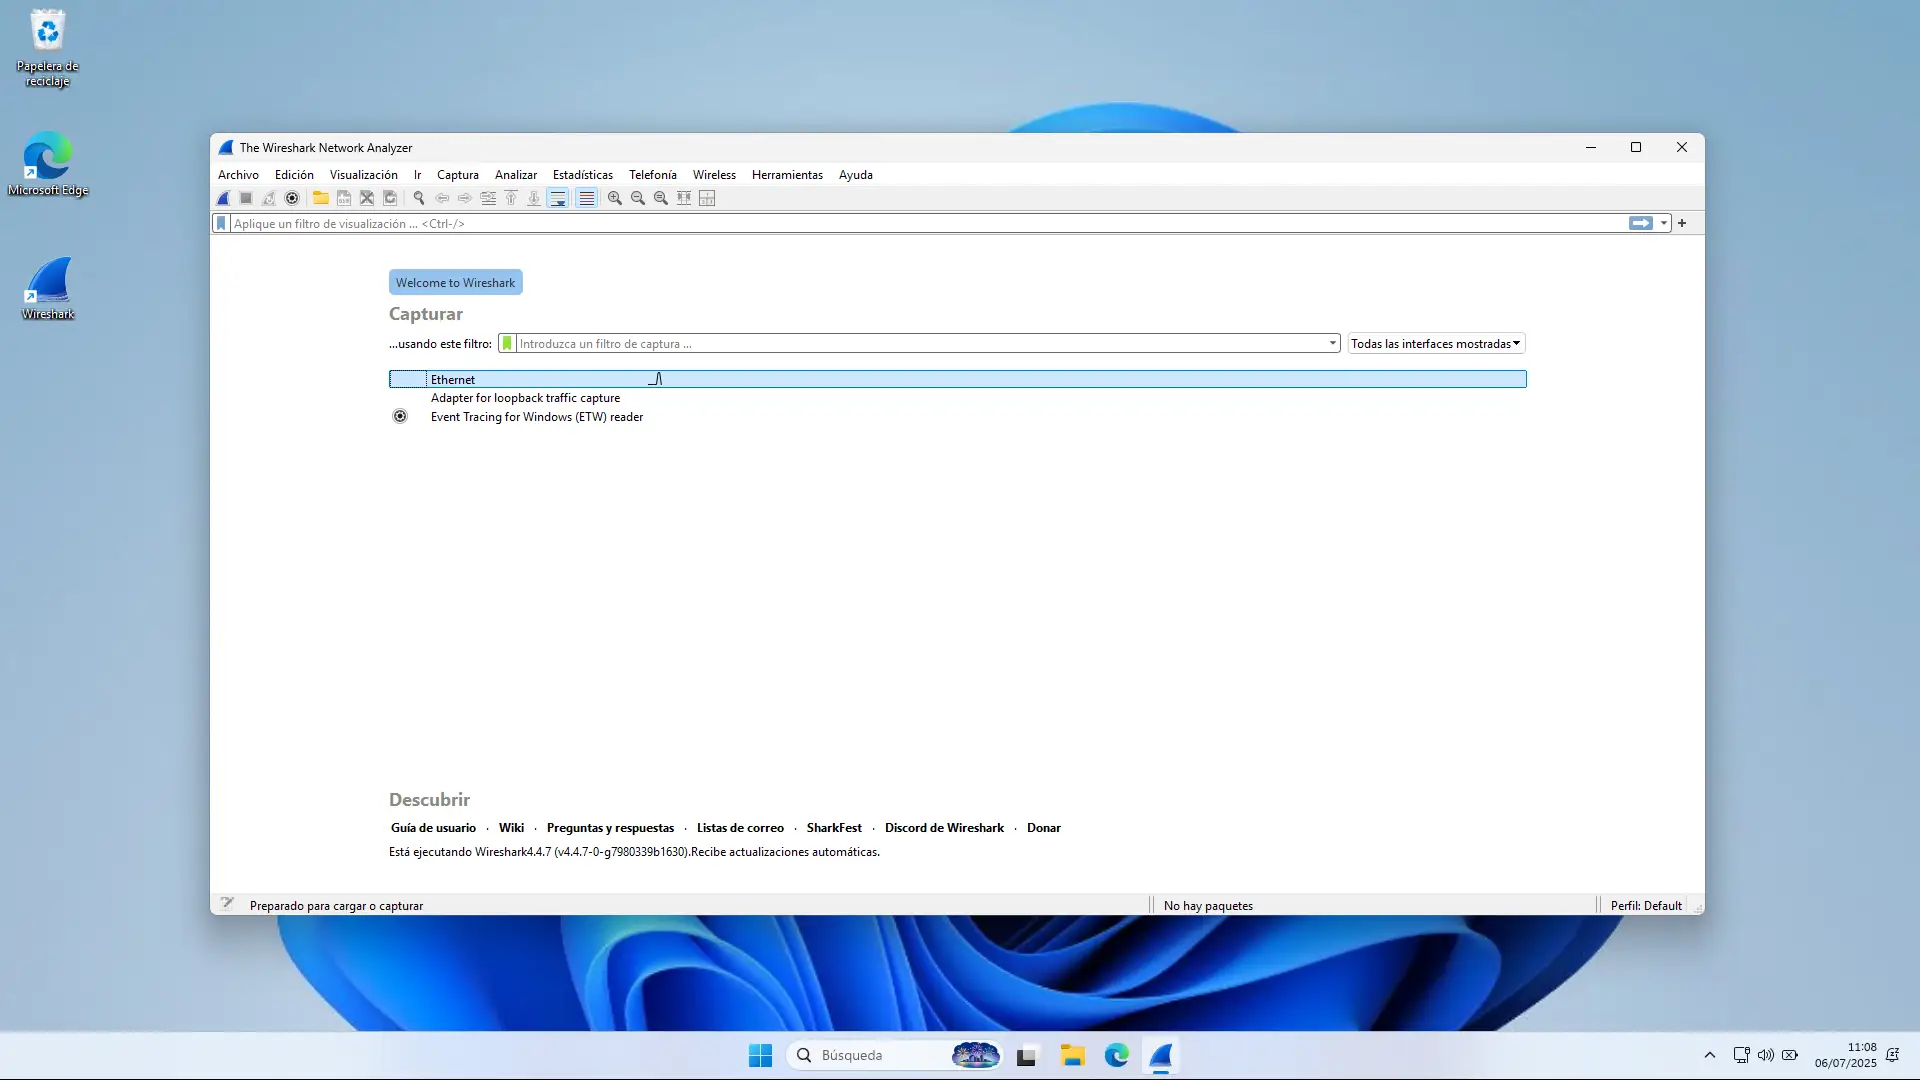 Papelera de
reciclaje
Microsoft Edge
Wireshark
The Wireshark Network Analyzer
Archivo Edición Visualización Ir Captura Analizar Estadísticas Telefonía Wireless Herramientas Ayuda
Aplique un filtro de visualización ... <Ctrl-/>
Welcome to Wireshark
Capturar
...usando este filtro: Introduzca un filtro de captura ... Todas las interfaces mostradas
Ethernet
Adapter for loopback traffic capture
Event Tracing for Windows (ETW) reader
Descubrir
Guía de usuario · Wiki · Preguntas y respuestas · Listas de correo · SharkFest · Discord de Wireshark · Donar
Está ejecutando Wireshark4.4.7 (v4.4.7-0-g7980339b1630).Recibe actualizaciones automáticas.
Preparado para cargar o capturar No hay paquetes Perfil: Default
Búsqueda
11:08
06/07/2025